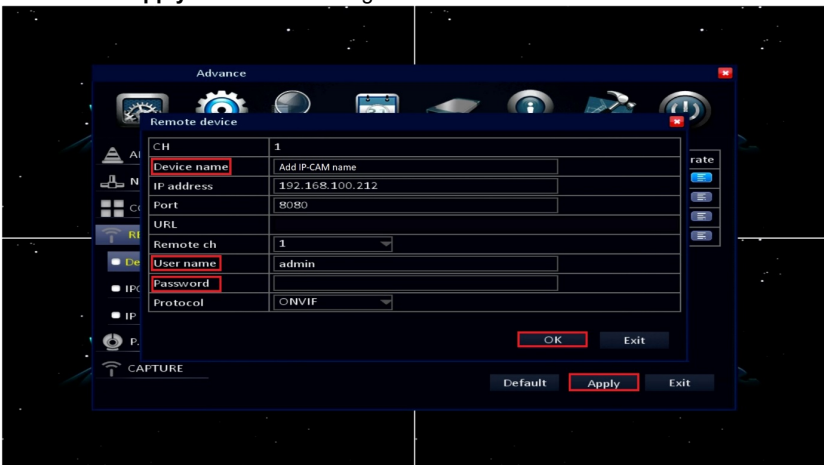 Apply
Advance
Remote device
CH 1
Device name Add IP-CAM name
IP address 192.168.100.212
Port 8080
URL
Remote ch 1
User name admin
Password
Protocol ONVIF
OK Exit
rate
IP
P.
CAPTURE
Default Apply Exit